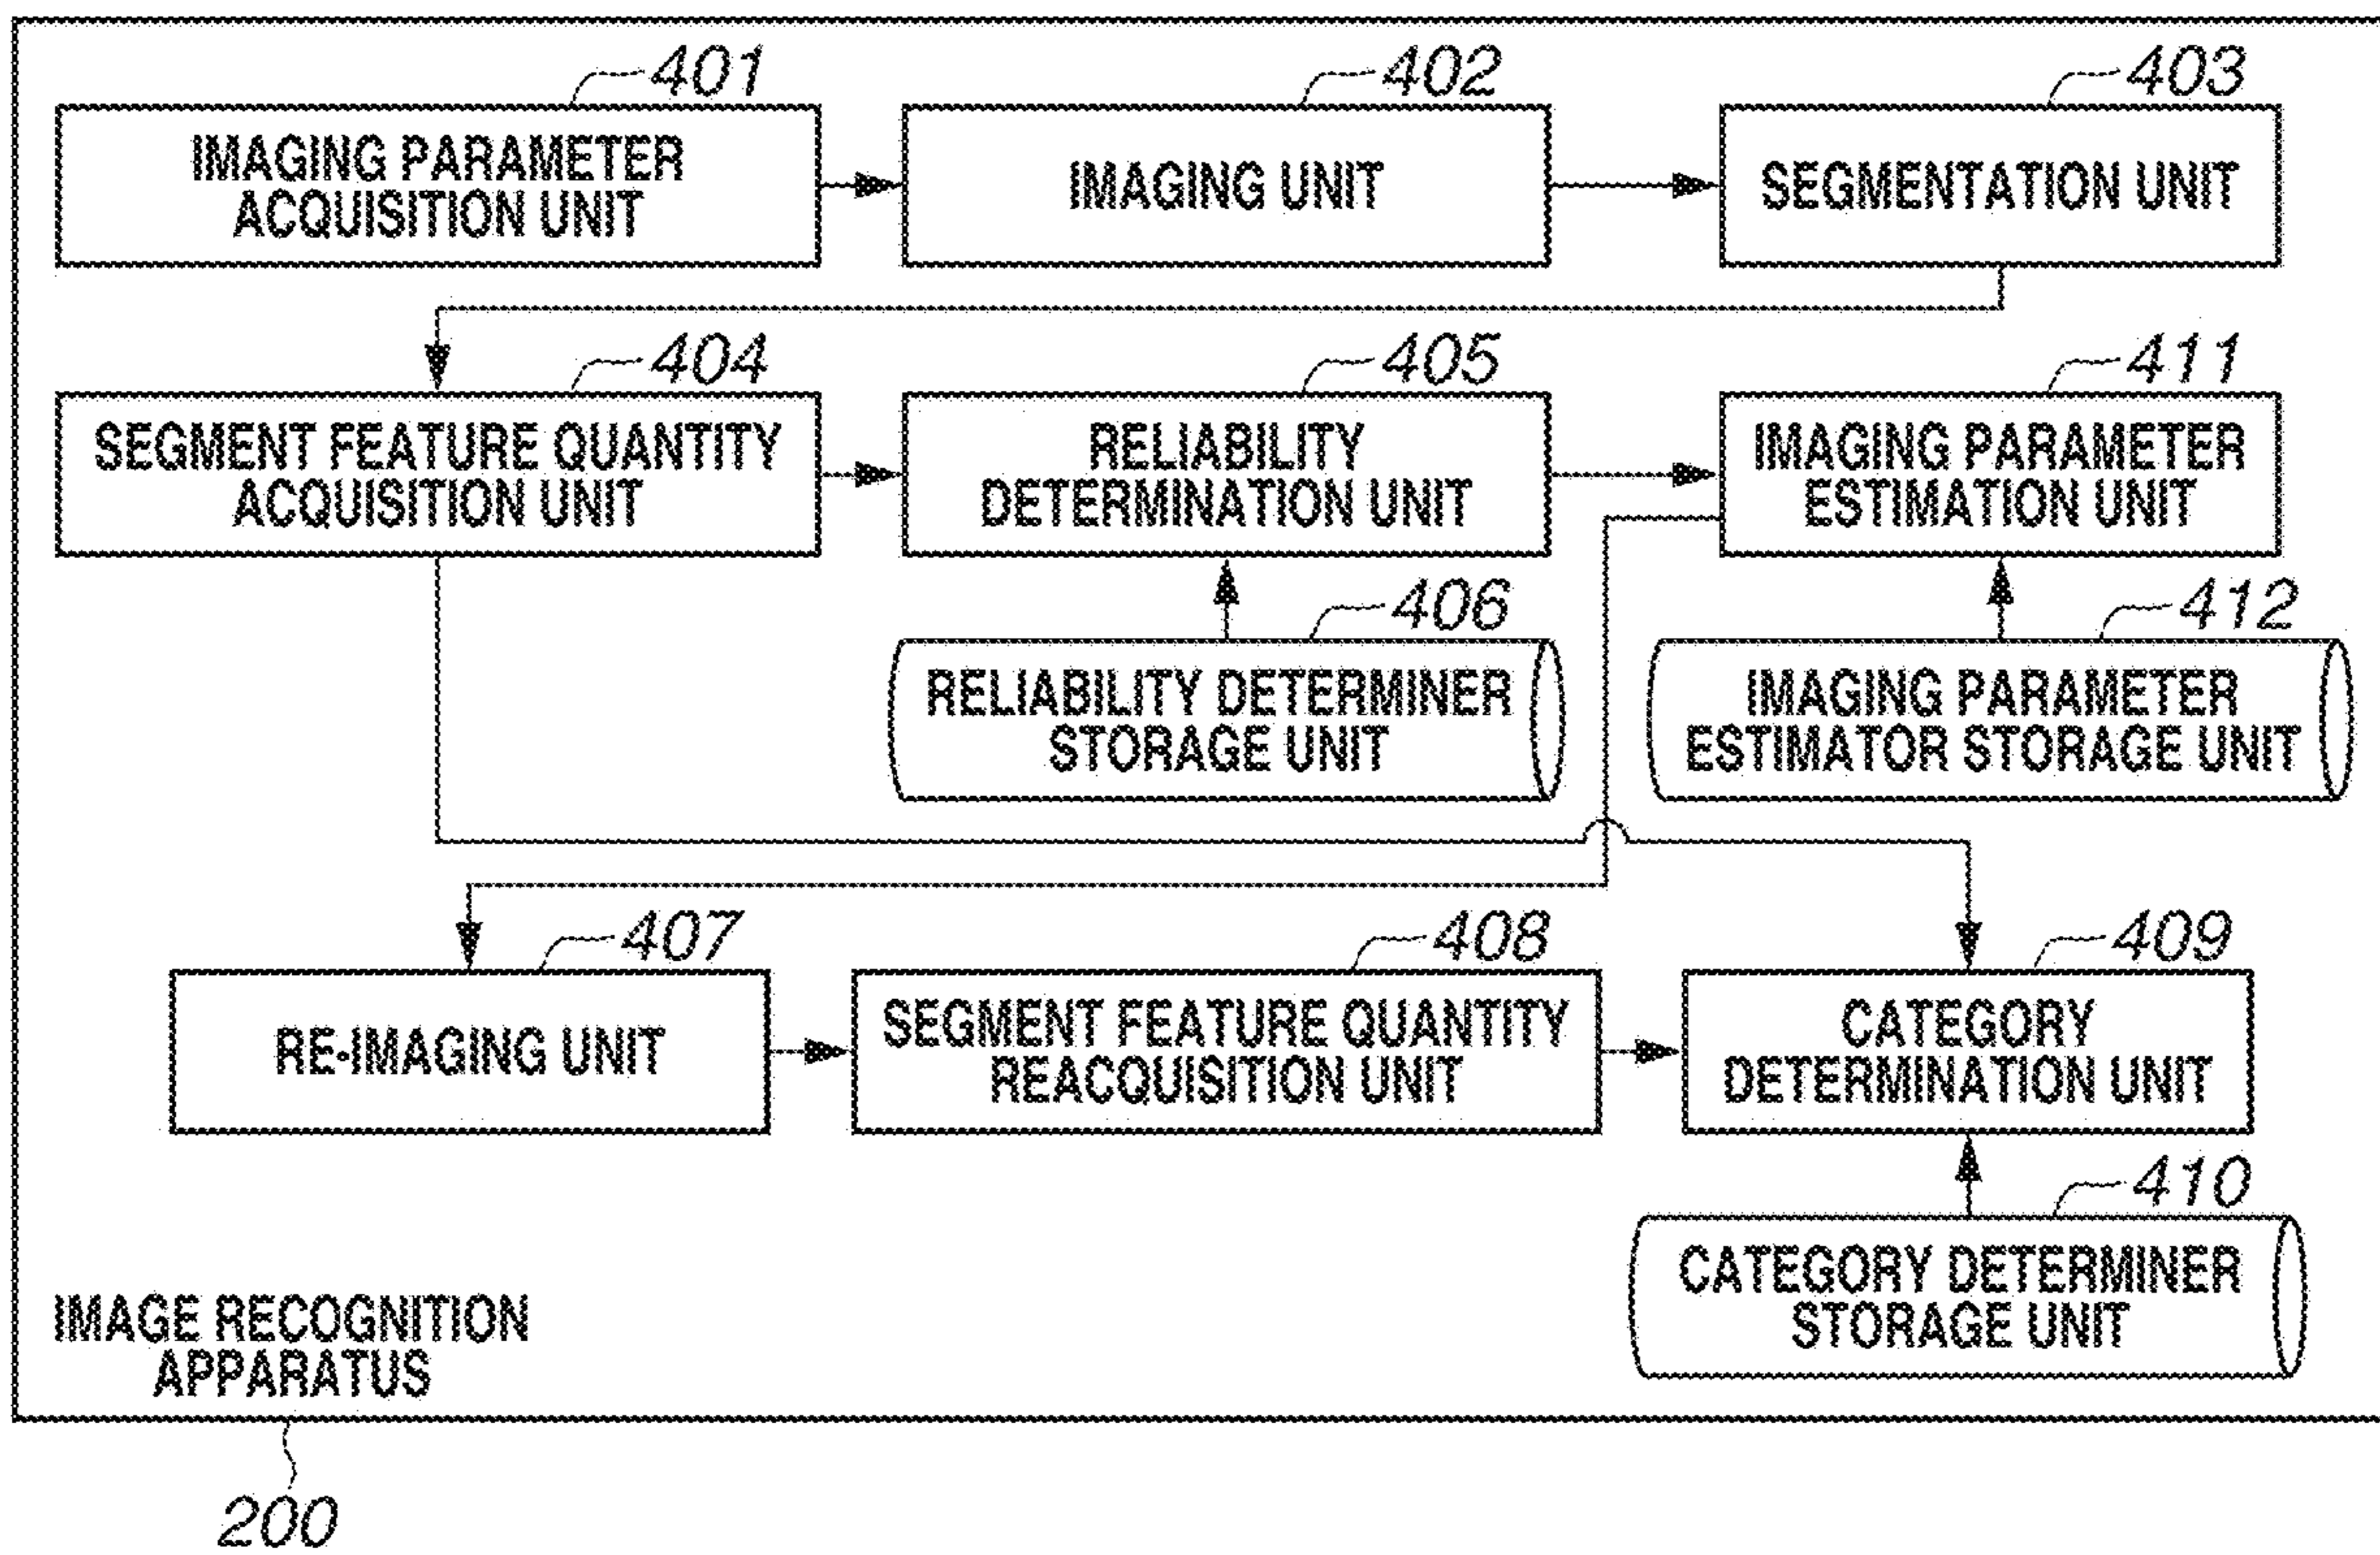 401
IMAGING PARAMETER
ACQUISITION UNIT
402
IMAGING UNIT
403
SEGMENTATION UNIT
404
SEGMENT FEATURE QUANTITY
ACQUISITION UNIT
405
RELIABILITY
DETERMINATION UNIT
411
IMAGING PARAMETER
ESTIMATION UNIT
406
RELIABILITY DETERMINER
STORAGE UNIT
412
IMAGING PARAMETER
ESTIMATOR STORAGE UNIT
407
RE-IMAGING UNIT
408
SEGMENT FEATURE QUANTITY
REACQUISITION UNIT
409
CATEGORY
DETERMINATION UNIT
410
CATEGORY DETERMINER
STORAGE UNIT
IMAGE RECOGNITION
APPARATUS
200